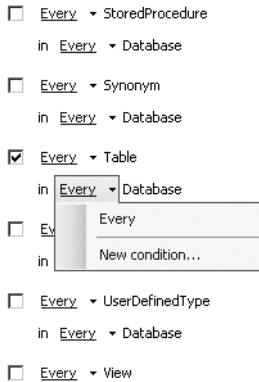 Every StoredProcedure
in Every Database
Every Synonym
in Every Database
Every Table
in Every Database
Every
Ev
in
New condition...
Every UserDefinedType
in Every Database
Every View